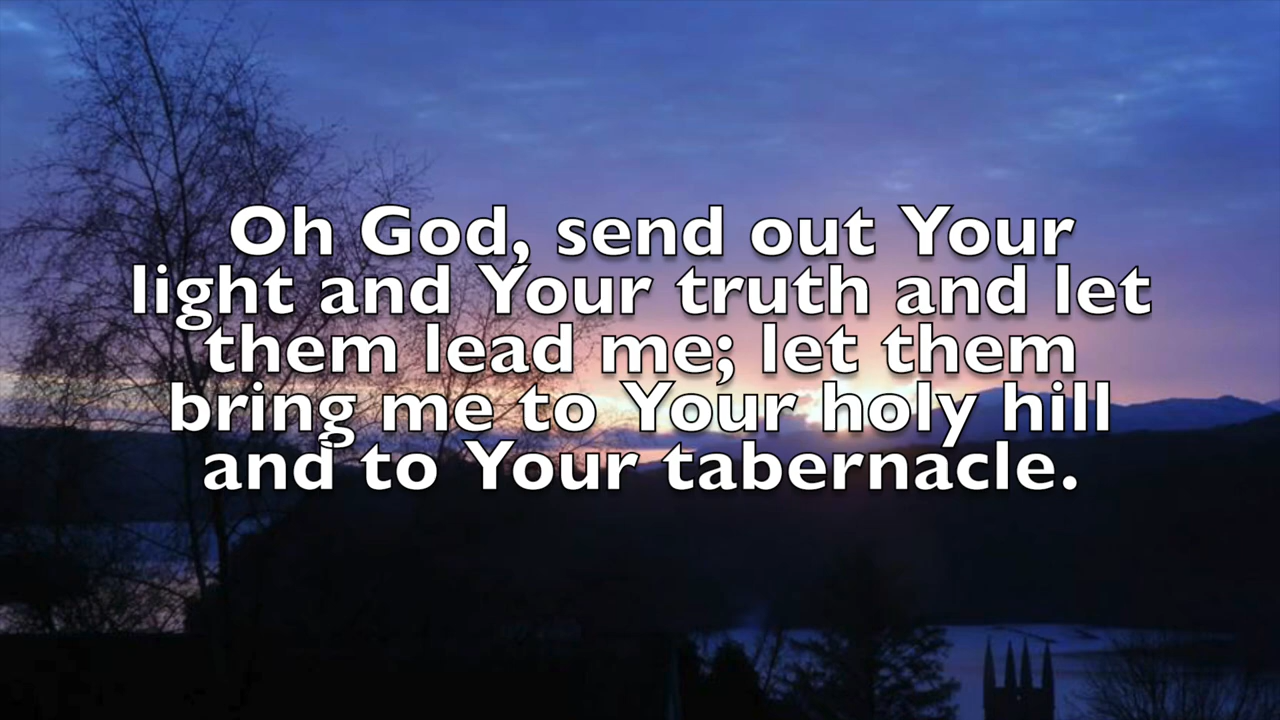 Oh God, send out Your
light and Your truth and let
them lead me; let them
bring me to Your holy hill
and to Your tabernacle.